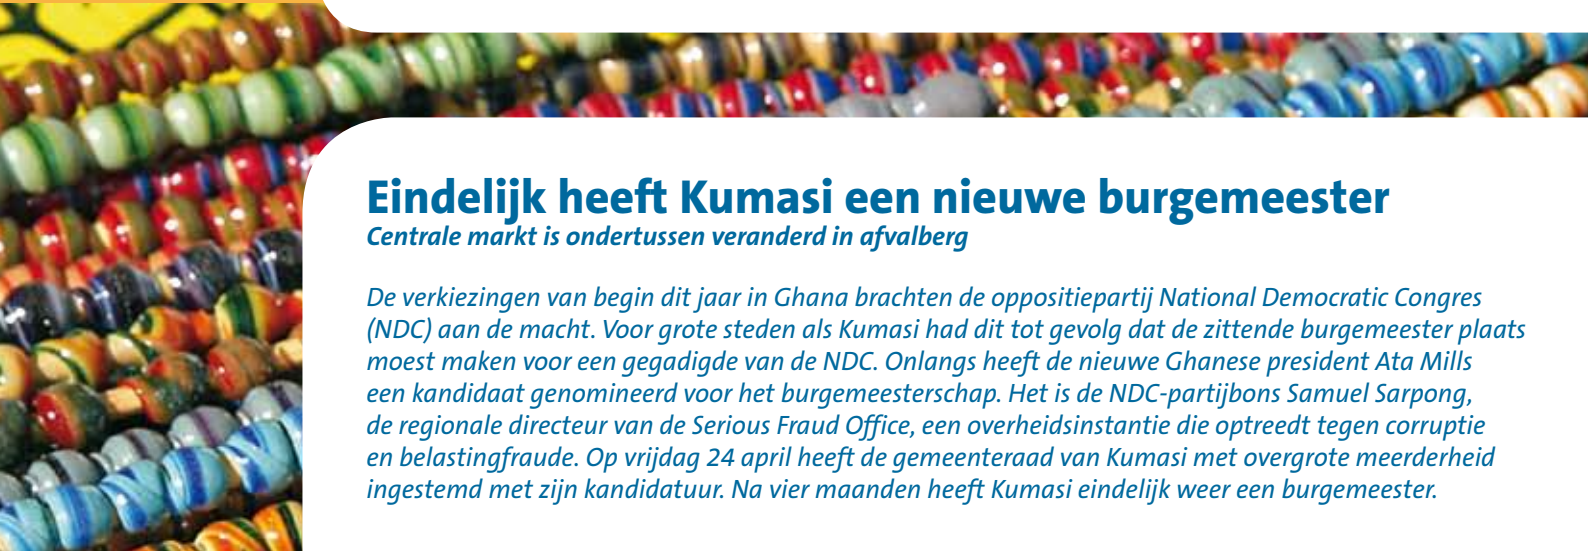 Eindelijk heeft Kumasi een nieuwe burgemeester
Centrale markt is ondertussen veranderd in afvalberg
De verkiezingen van begin dit jaar in Ghana brachten de oppositiepartij National Democratic Congres
(NDC) aan de macht. Voor grote steden als Kumasi had dit tot gevolg dat de zittende burgemeester plaats
moest maken voor een gegadigde van de NDC. Onlangs heeft de nieuwe Ghanese president Ata Mills
een kandidaat genomineerd voor het burgemeesterschap. Het is de NDC-partijbons Samuel Sarpong,
de regionale directeur van de Serious Fraud Office, een overheidsinstantie die optreedt tegen corruptie
en belastingfraude. Op vrijdag 24 april heeft de gemeenteraad van Kumasi met overgrote meerderheid
ingestemd met zijn kandidatuur. Na vier maanden heeft Kumasi eindelijk weer een burgemeester.